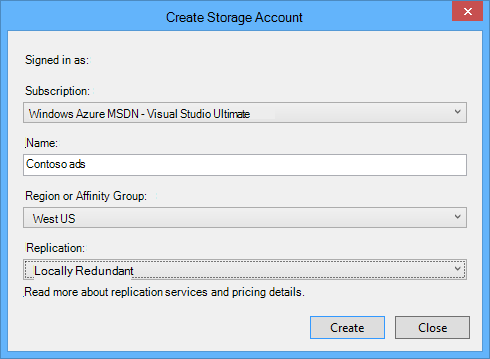 Create Storage Account
Signed in as:
Subscription:
Windows Azure MSDN - Visual Studio Ultimate
Name:
Contoso ads
Region or Affinity Group:
West US
Replication:
Locally Redundant
Read more about replication services and pricing details.
Create Close